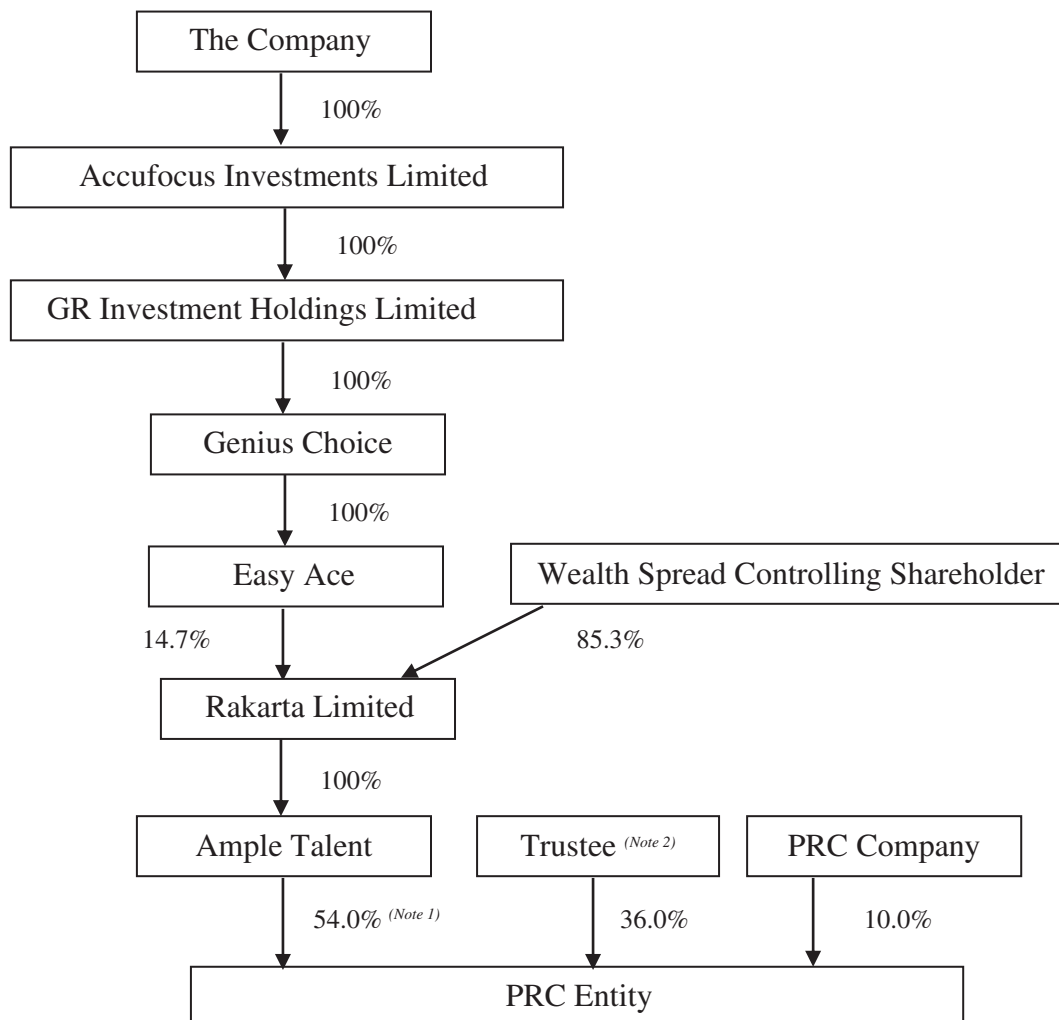 The Company
100%
Accufocus Investments Limited
100%
GR Investment Holdings Limited
100%
Genius Choice
100%
Easy Ace
Wealth Spread Controlling Shareholder
14.7%
85.3%
Rakarta Limited
100%
Ample Talent
Trustee (Note 2)
PRC Company
54.0% (Note 1)
36.0%
10.0%
PRC Entity